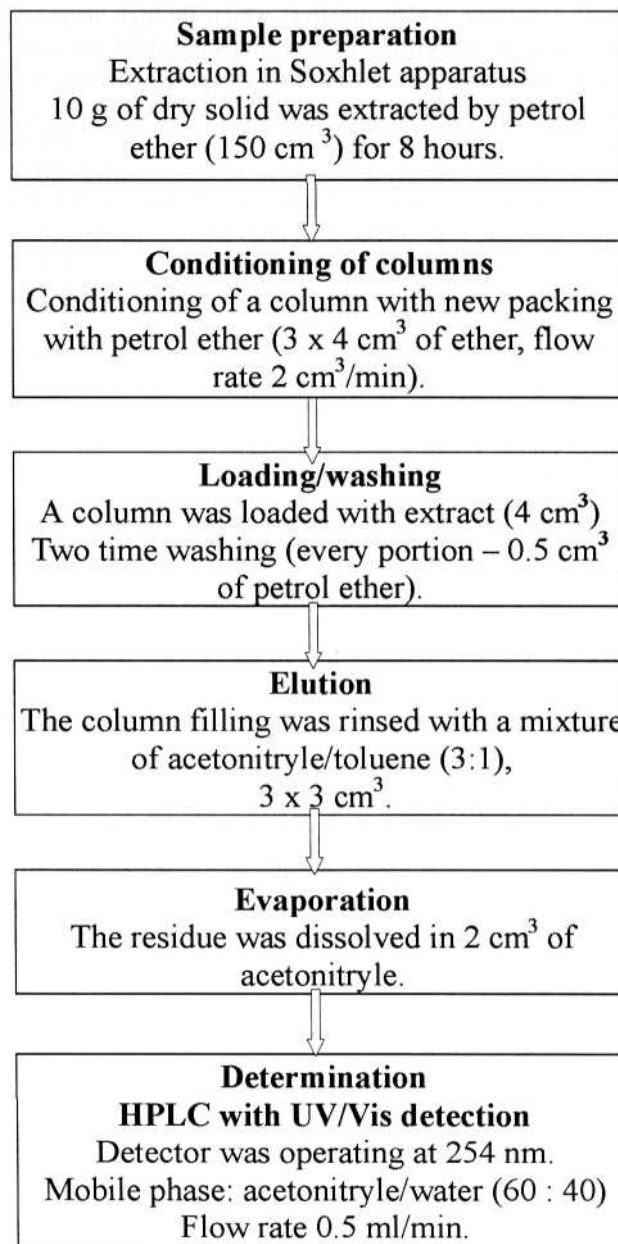 Sample preparation
Extraction in Soxhlet apparatus
10 g of dry solid was extracted by petrol
ether (150 cm ³) for 8 hours.
Conditioning of columns
Conditioning of a column with new packing
with petrol ether (3 x 4 cm³ of ether, flow
rate 2 cm³/min).
Loading/washing
A column was loaded with extract (4 cm³)
Two time washing (every portion – 0.5 cm³
of petrol ether).
Elution
The column filling was rinsed with a mixture
of acetonitryle/toluene (3:1),
3 x 3 cm³.
Evaporation
The residue was dissolved in 2 cm³ of
acetonitryle.
Determination
HPLC with UV/Vis detection
Detector was operating at 254 nm.
Mobile phase: acetonitryle/water (60 : 40)
Flow rate 0.5 ml/min.